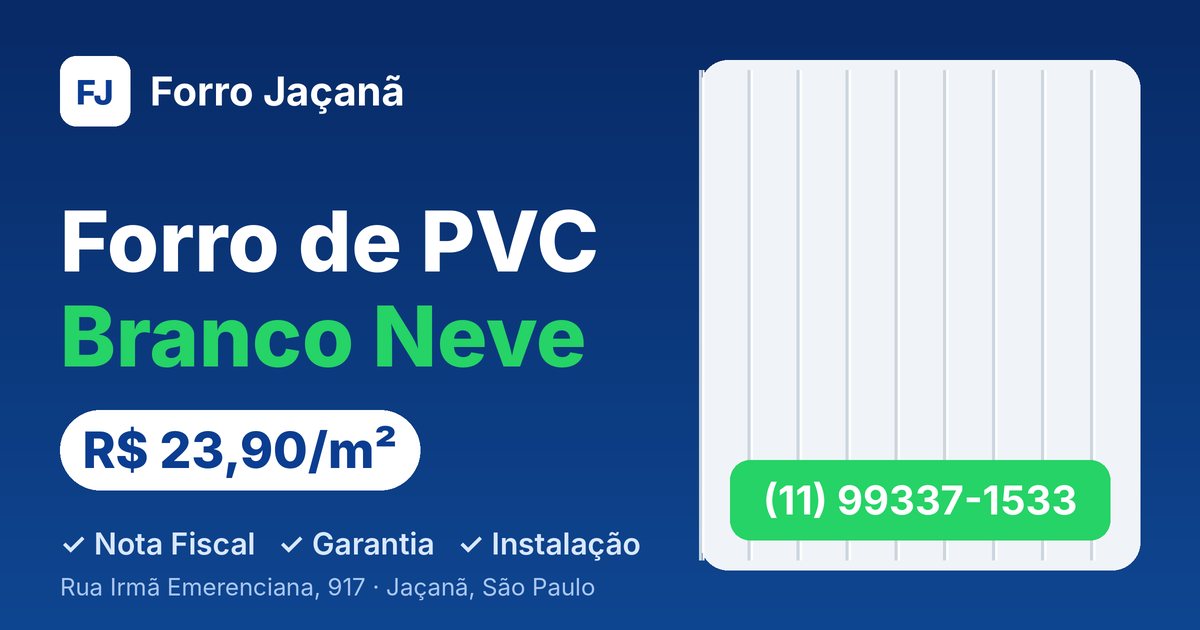 FJ Forro Jaçanã
Forro de PVC
Branco Neve
R$ 23,90/m²
(11) 99337-1533
✓ Nota Fiscal ✓ Garantia ✓ Instalação
Rua Irmã Emerenciana, 917 · Jaçanã, São Paulo